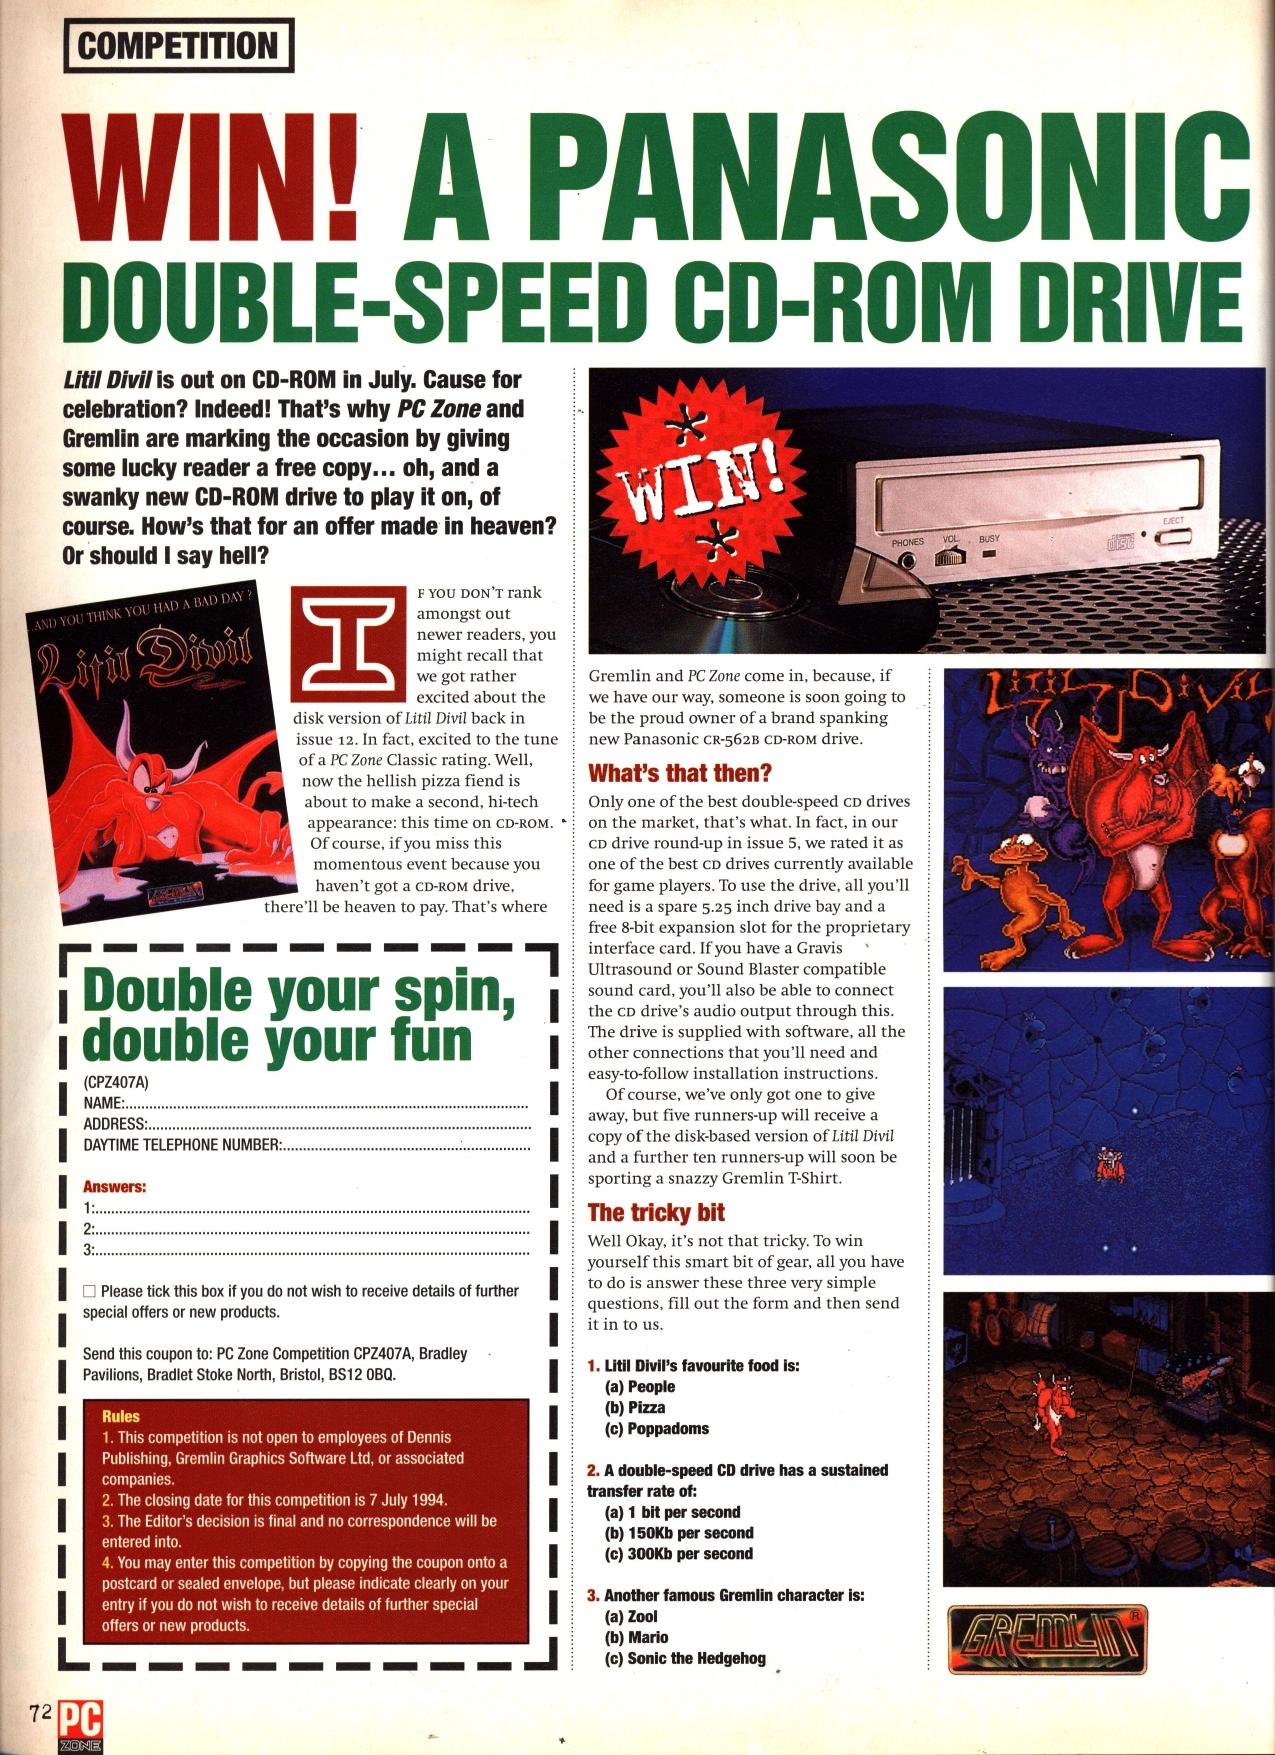 COMPETITION
WIN! A PANASONIC
DOUBLE-SPEED CD-ROM DRIVE
Litil Divil is out on CD-ROM in July. Cause for
celebration? Indeed! That's why PC Zone and
Gremlin are marking the occasion by giving
some lucky reader a free copy... oh, and a
swanky new CD-ROM drive to play it on, of
course. How's that for an offer made in heaven?
Or should I say hell?
...AND YOU THINK YOU HAD A BAD DAY?
Litil Divil
GREMLIN
IF YOU DON'T rank
amongst out
newer readers, you
might recall that
we got rather
excited about the
disk version of Litil Divil back in
issue 12. In fact, excited to the tune
of a PC Zone Classic rating. Well,
now the hellish pizza fiend is
about to make a second, hi-tech
appearance: this time on CD-ROM.
Of course, if you miss this
momentous event because you
haven't got a CD-ROM drive,
there'll be heaven to pay. That's where
Double your spin,
double your fun
(CPZ407A)
NAME:
ADDRESS:
DAYTIME TELEPHONE NUMBER:
Answers:
1:
2:
3:
☐ Please tick this box if you do not wish to receive details of further
special offers or new products.
Send this coupon to: PC Zone Competition CPZ407A, Bradley
Pavilions, Bradlet Stoke North, Bristol, BS12 0BQ.
Rules
1. This competition is not open to employees of Dennis
Publishing, Gremlin Graphics Software Ltd, or associated
companies.
2. The closing date for this competition is 7 July 1994.
3. The Editor's decision is final and no correspondence will be
entered into.
4. You may enter this competition by copying the coupon onto a
postcard or sealed envelope, but please indicate clearly on your
entry if you do not wish to receive details of further special
offers or new products.
* WIN! *
PHONES VOL. BUSY
COMPACT disc EJECT
Gremlin and PC Zone come in, because, if
we have our way, someone is soon going to
be the proud owner of a brand spanking
new Panasonic CR-562B CD-ROM drive.
What's that then?
Only one of the best double-speed CD drives
on the market, that's what. In fact, in our
CD drive round-up in issue 5, we rated it as
one of the best CD drives currently available
for game players. To use the drive, all you'll
need is a spare 5.25 inch drive bay and a
free 8-bit expansion slot for the proprietary
interface card. If you have a Gravis
Ultrasound or Sound Blaster compatible
sound card, you'll also be able to connect
the CD drive's audio output through this.
The drive is supplied with software, all the
other connections that you'll need and
easy-to-follow installation instructions.
Of course, we've only got one to give
away, but five runners-up will receive a
copy of the disk-based version of Litil Divil
and a further ten runners-up will soon be
sporting a snazzy Gremlin T-Shirt.
The tricky bit
Well Okay, it's not that tricky. To win
yourself this smart bit of gear, all you have
to do is answer these three very simple
questions, fill out the form and then send
it in to us.
1. Litil Divil's favourite food is:
(a) People
(b) Pizza
(c) Poppadoms
2. A double-speed CD drive has a sustained
transfer rate of:
(a) 1 bit per second
(b) 150Kb per second
(c) 300Kb per second
3. Another famous Gremlin character is:
(a) Zool
(b) Mario
(c) Sonic the Hedgehog
Litil Divil
GREMLIN ®
72 PC
ZONE